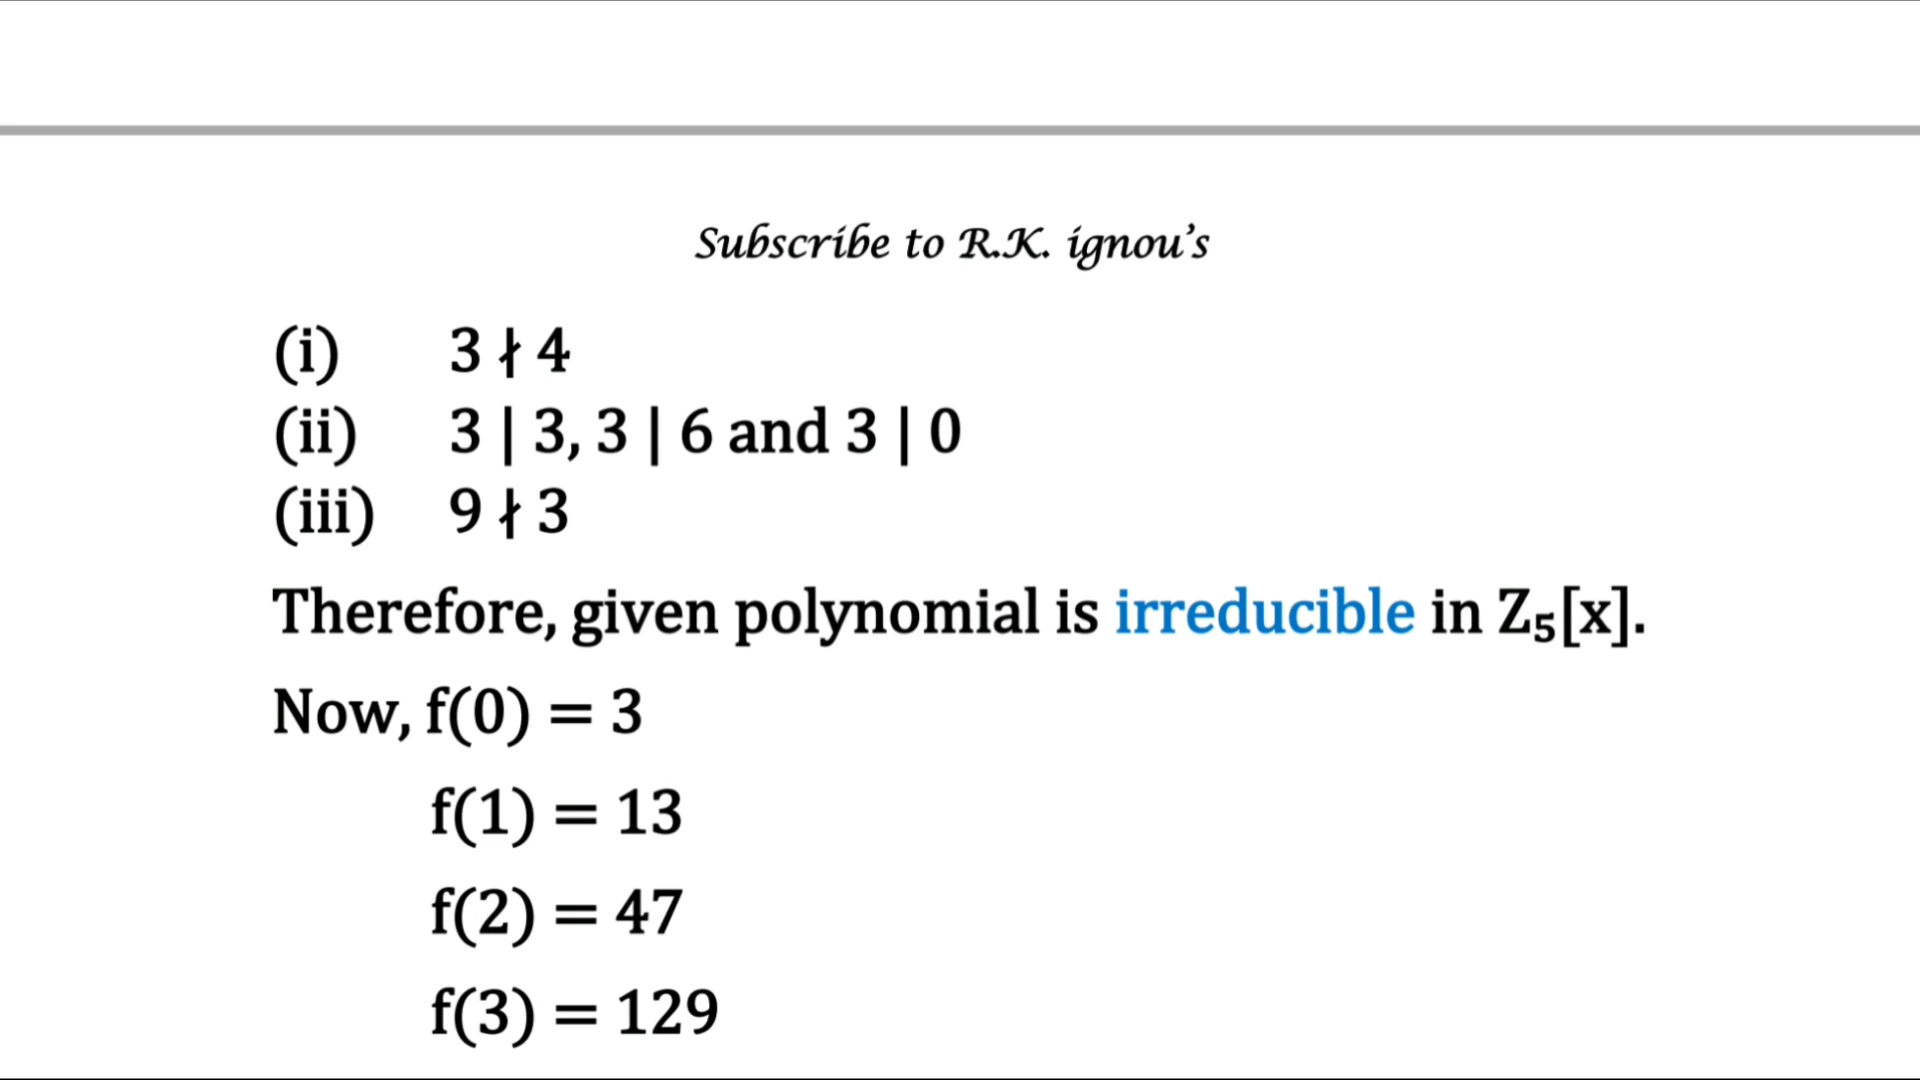 Subscribe to R.K. ignou's
(i) 3 ∤ 4
(ii) 3 | 3, 3 | 6 and 3 | 0
(iii) 9 ∤ 3
Therefore, given polynomial is irreducible in Z₅[x].
Now, f(0) = 3
f(1) = 13
f(2) = 47
f(3) = 129